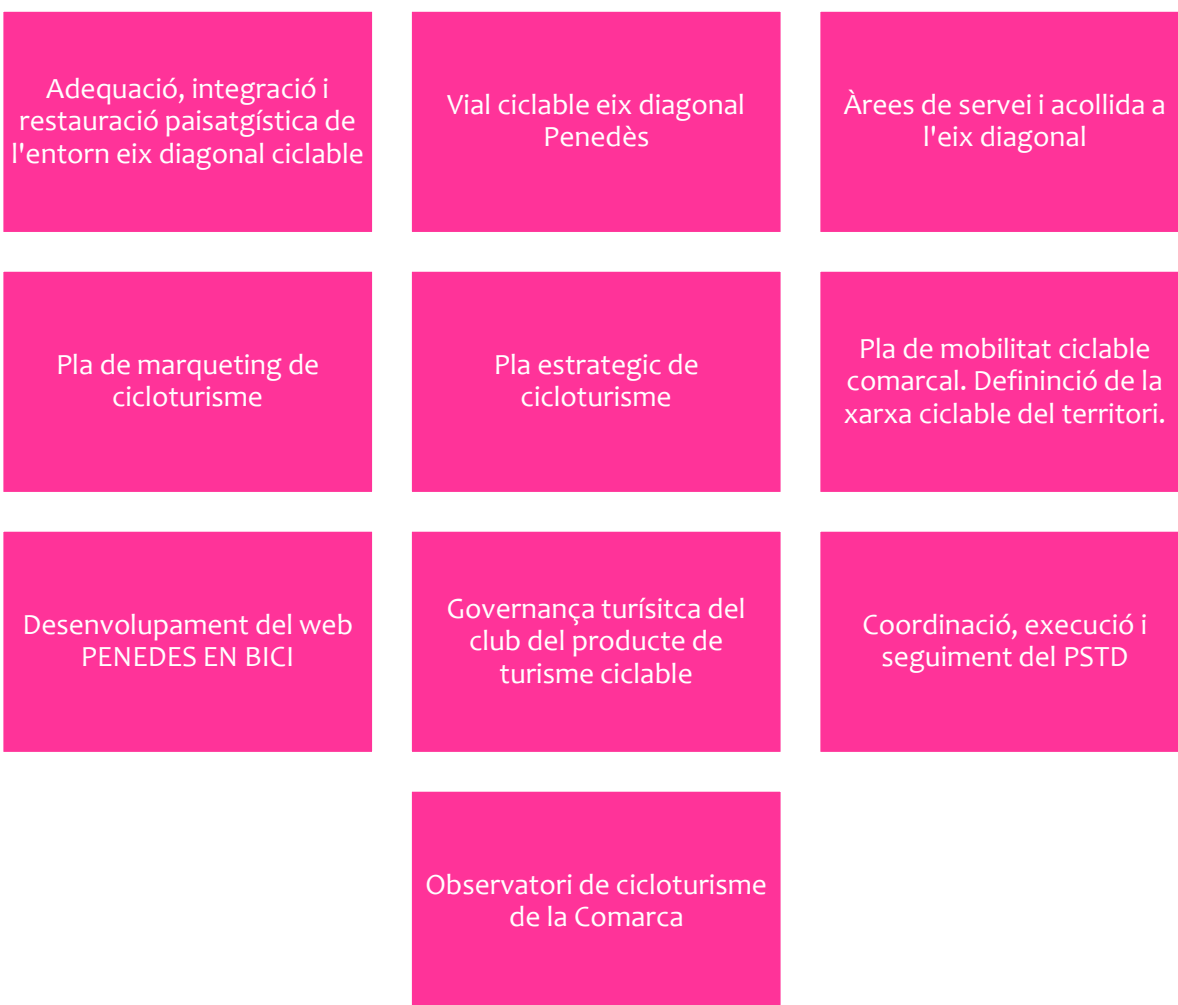 Adequació, integració i
restauració paisatgística de
l'entorn eix diagonal ciclable
Vial ciclable eix diagonal
Penedès
Àrees de servei i acollida a
l'eix diagonal
Pla de marqueting de
cicloturisme
Pla estrategic de
cicloturisme
Pla de mobilitat ciclable
comarcal. Defininció de la
xarxa ciclable del territori.
Desenvolupament del web
PENEDES EN BICI
Governança turísitca del
club del producte de
turisme ciclable
Coordinació, execució i
seguiment del PSTD
Observatori de cicloturisme
de la Comarca